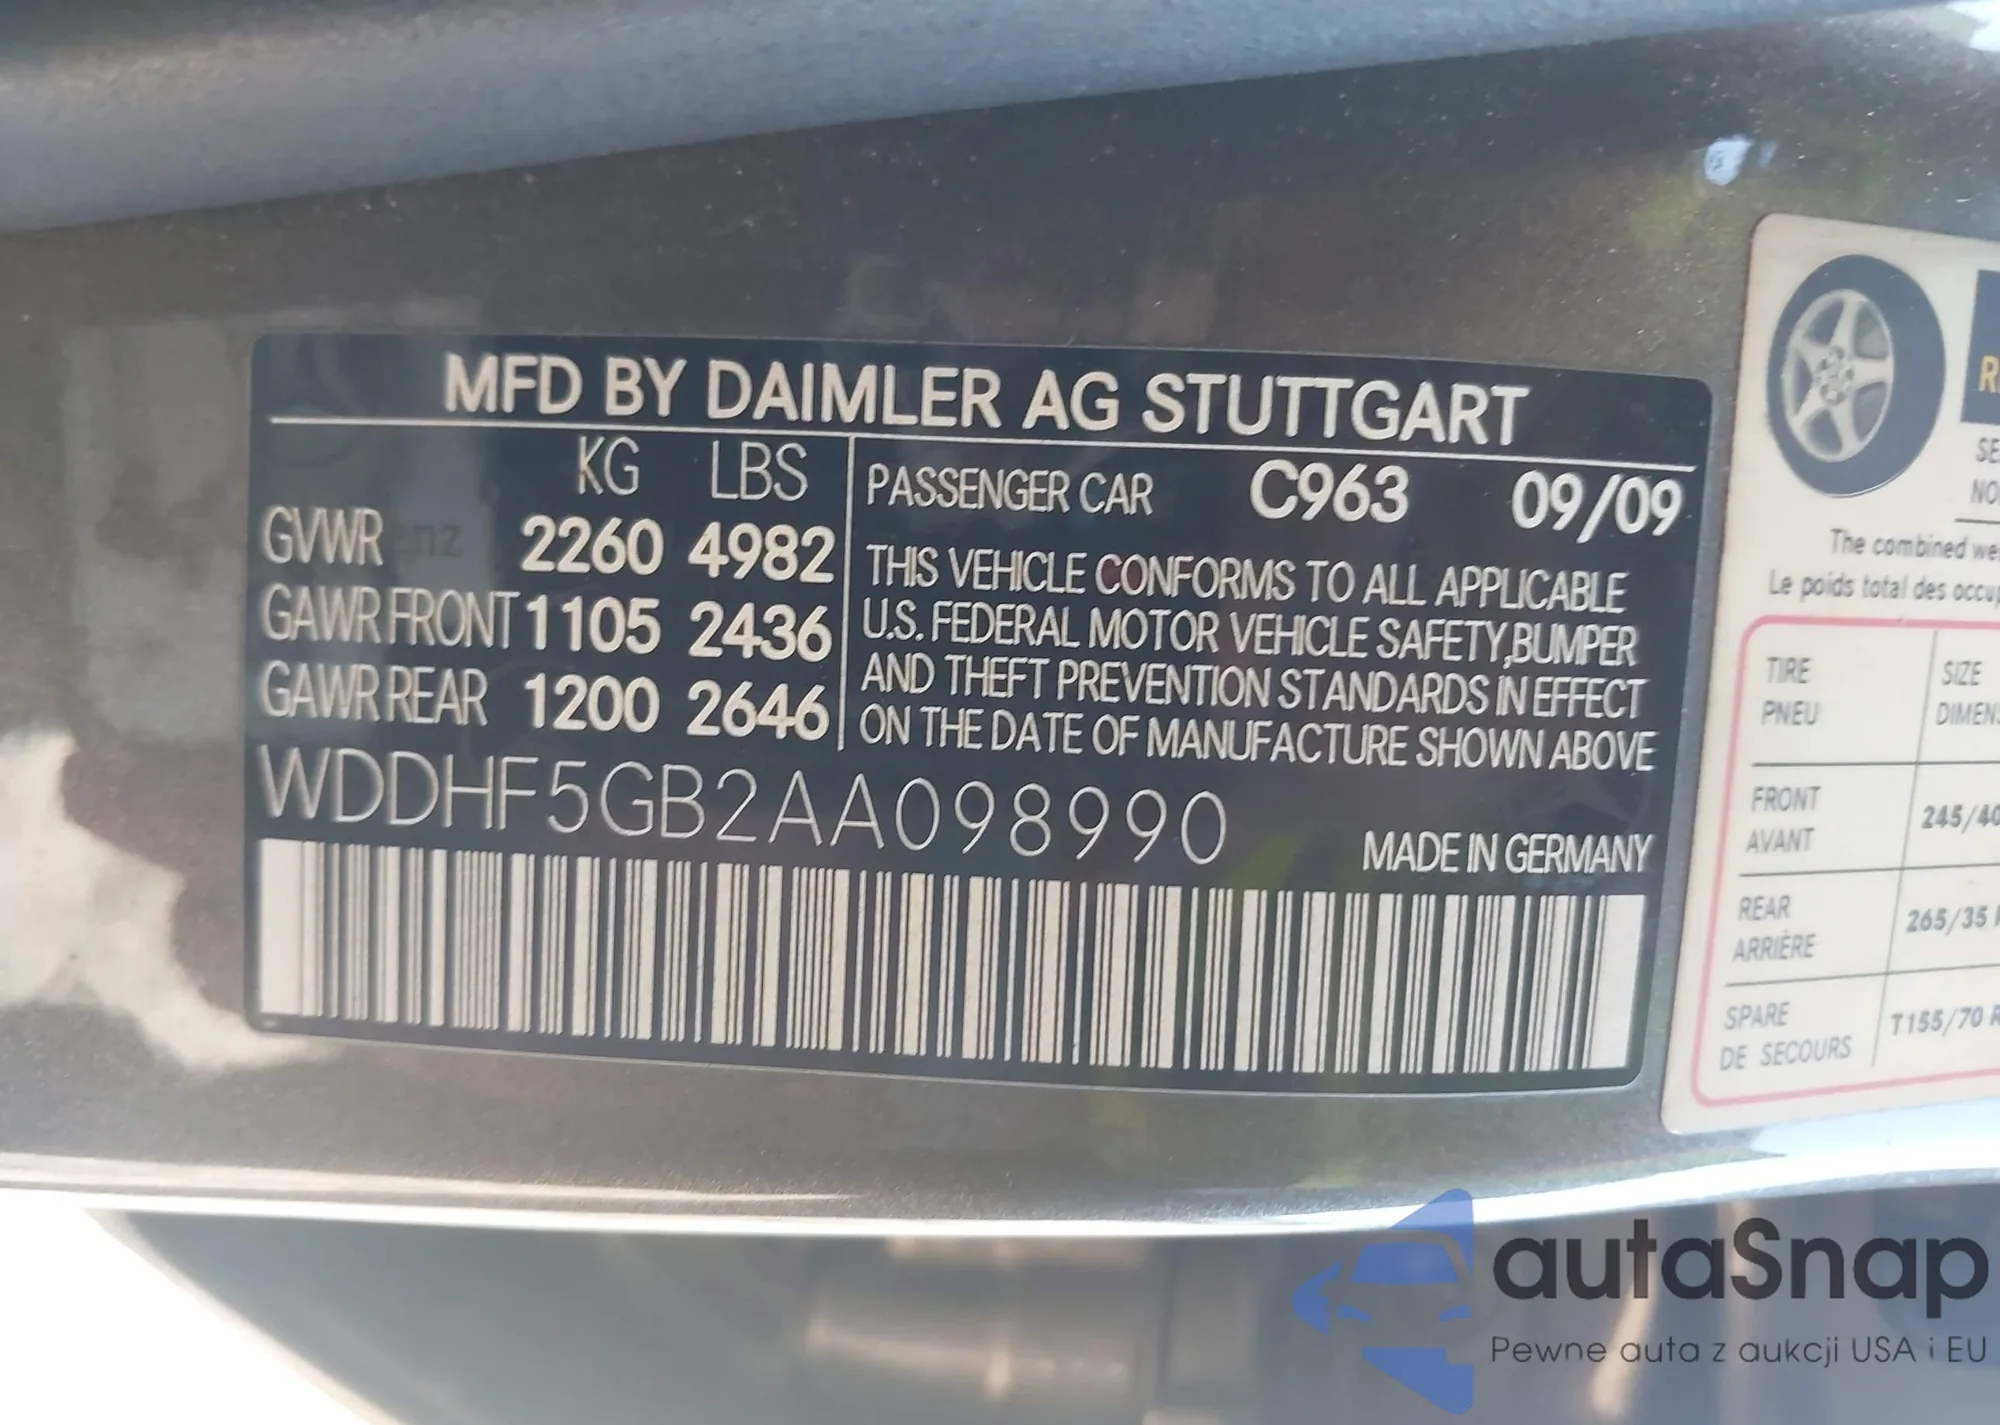 MFD BY DAIMLER AG STUTTGART
KG LBS
GVWR 2260 4982
GAWR FRONT 1105 2436
GAWR REAR 1200 2646
PASSENGER CAR C963 09/09
THIS VEHICLE CONFORMS TO ALL APPLICABLE
U.S. FEDERAL MOTOR VEHICLE SAFETY,BUMPER
AND THEFT PREVENTION STANDARDS IN EFFECT
ON THE DATE OF MANUFACTURE SHOWN ABOVE
WDDHF5GB2AA098990
MADE IN GERMANY
The combined we
Le poids total des occup
TIRE SIZE
PNEU DIMENS
FRONT
AVANT
245/40
REAR
ARRIÈRE
265/35
SPARE
DE SECOURS
T155/70 R
autaSnap
Pewne auta z aukcji USA i EU